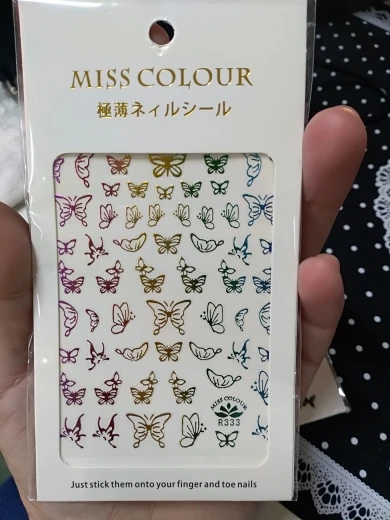 MISS COLOUR
極薄ネィルシール
MISS COLOUR
R333
Just stick them onto your finger and toe nails